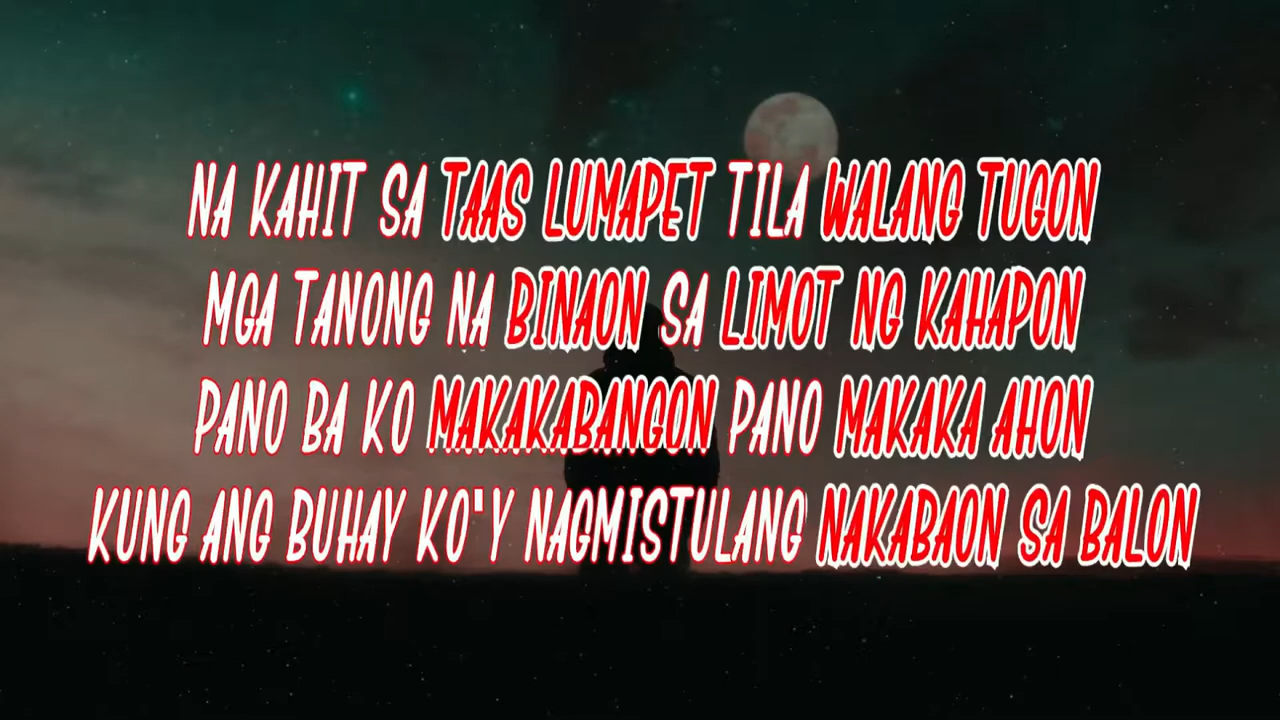 NA KAHIT SA TAAS LUMAPET TILA WALANG TUGON
MGA TANONG NA BINAON SA LIMOT NG KAHAPON
PANO BA KO MAKAKABANGON PANO MAKAKA AHON
KUNG ANG BUHAY KO'Y NAGMISTULANG NAKABAON SA BALON